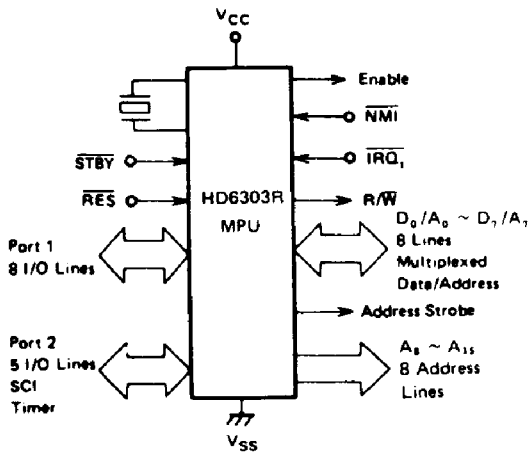 VCC
Enable
NMI
STBY
IRQ1
RES
HD6303R
MPU
R/W
Port 1
8 I/O Lines
D0/A0 ~ D7/A7
8 Lines
Multiplexed
Data/Address
Address Strobe
Port 2
5 I/O Lines
SCI
Timer
A8 ~ A15
8 Address
Lines
VSS